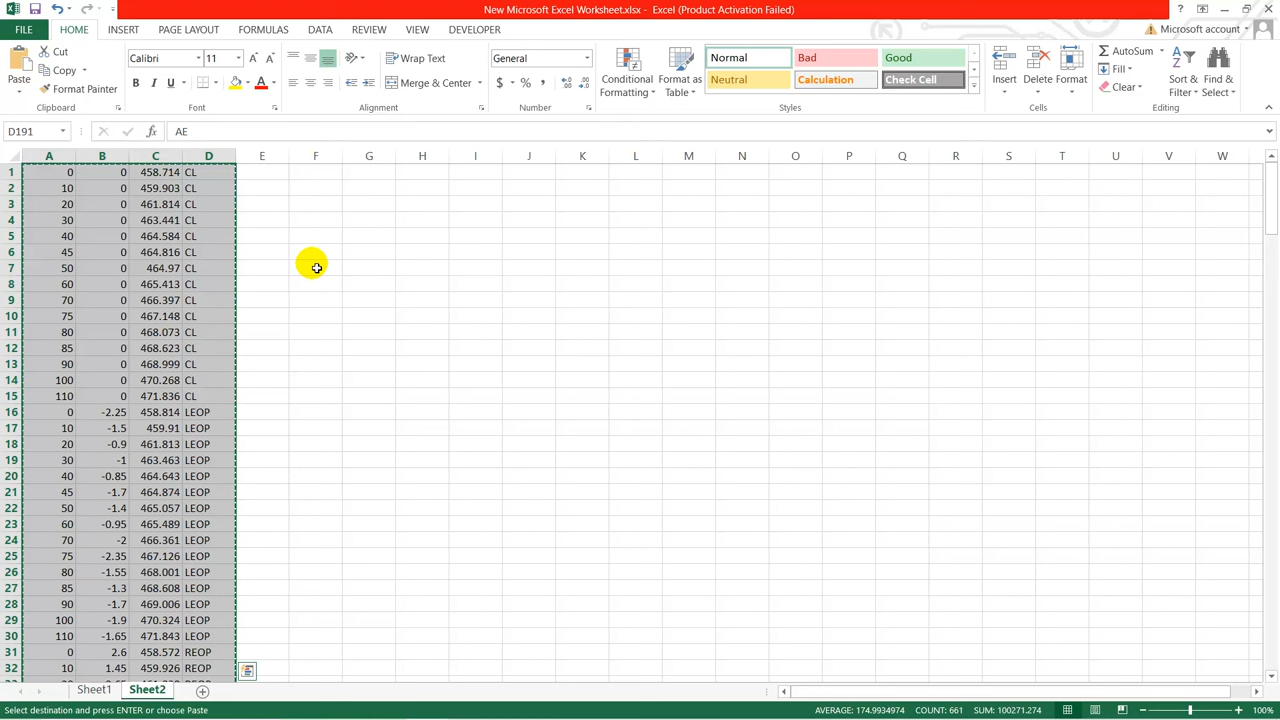 New Microsoft Excel Worksheet.xlsx - Excel (Product Activation Failed)
FILE HOME INSERT PAGE LAYOUT FORMULAS DATA REVIEW VIEW DEVELOPER Microsoft account
Paste Cut Copy Format Painter Clipboard
Calibri 11 B I U A Font
Wrap Text Merge & Center Alignment
General $ % , Number
Conditional Formatting Format as Table Normal Bad Good Neutral Calculation Check Cell Styles
Insert Delete Format Cells
AutoSum Fill Clear Sort & Filter Find & Select Editing
D191 fx AE
A B C D E F G H I J K L M N O P Q R S T U V W
1 0 0 458.714 CL
2 10 0 459.903 CL
3 20 0 461.814 CL
4 30 0 463.441 CL
5 40 0 464.584 CL
6 45 0 464.816 CL
7 50 0 464.97 CL
8 60 0 465.413 CL
9 70 0 466.397 CL
10 75 0 467.148 CL
11 80 0 468.073 CL
12 85 0 468.623 CL
13 90 0 468.999 CL
14 100 0 470.268 CL
15 110 0 471.836 CL
16 0 -2.25 458.814 LEOP
17 10 -1.5 459.91 LEOP
18 20 -0.9 461.813 LEOP
19 30 -1 463.463 LEOP
20 40 -0.85 464.643 LEOP
21 45 -1.7 464.874 LEOP
22 50 -1.4 465.057 LEOP
23 60 -0.95 465.489 LEOP
24 70 -2 466.361 LEOP
25 75 -2.35 467.126 LEOP
26 80 -1.55 468.001 LEOP
27 85 -1.3 468.608 LEOP
28 90 -1.7 469.006 LEOP
29 100 -1.9 470.324 LEOP
30 110 -1.65 471.843 LEOP
31 0 2.6 458.572 REOP
32 10 1.45 459.926 REOP
Sheet1 Sheet2
Select destination and press ENTER or choose Paste AVERAGE: 174.9934974 COUNT: 661 SUM: 100271.274 100%